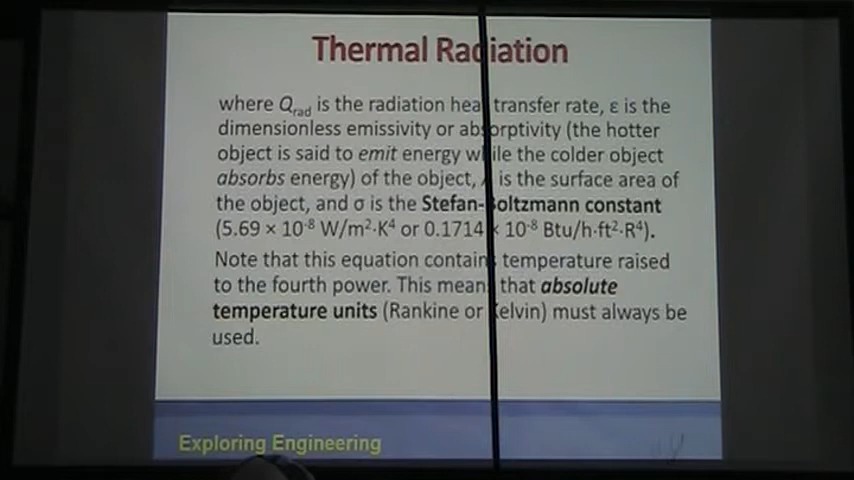 Thermal Radiation
where Qrad is the radiation heat transfer rate, ε is the
dimensionless emissivity or absorptivity (the hotter
object is said to emit energy while the colder object
absorbs energy) of the object, A is the surface area of
the object, and σ is the Stefan-Boltzmann constant
(5.69 × 10⁻⁸ W/m²·K⁴ or 0.1714 × 10⁻⁸ Btu/h·ft²·R⁴).
Note that this equation contains temperature raised
to the fourth power. This means that absolute
temperature units (Rankine or Kelvin) must always be
used.
Exploring Engineering